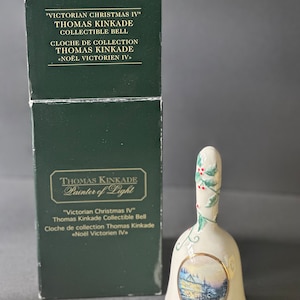 "VICTORIAN CHRISTMAS IV"
THOMAS KINKADE
COLLECTIBLE BELL
CLOCHE DE COLLECTION
THOMAS KINKADE
«NOËL VICTORIEN IV»
THOMAS KINKADE
Painter of Light
"Victorian Christmas IV"
Thomas Kinkade Collectible Bell
Cloche de collection Thomas Kinkade
«Noël Victorien IV»